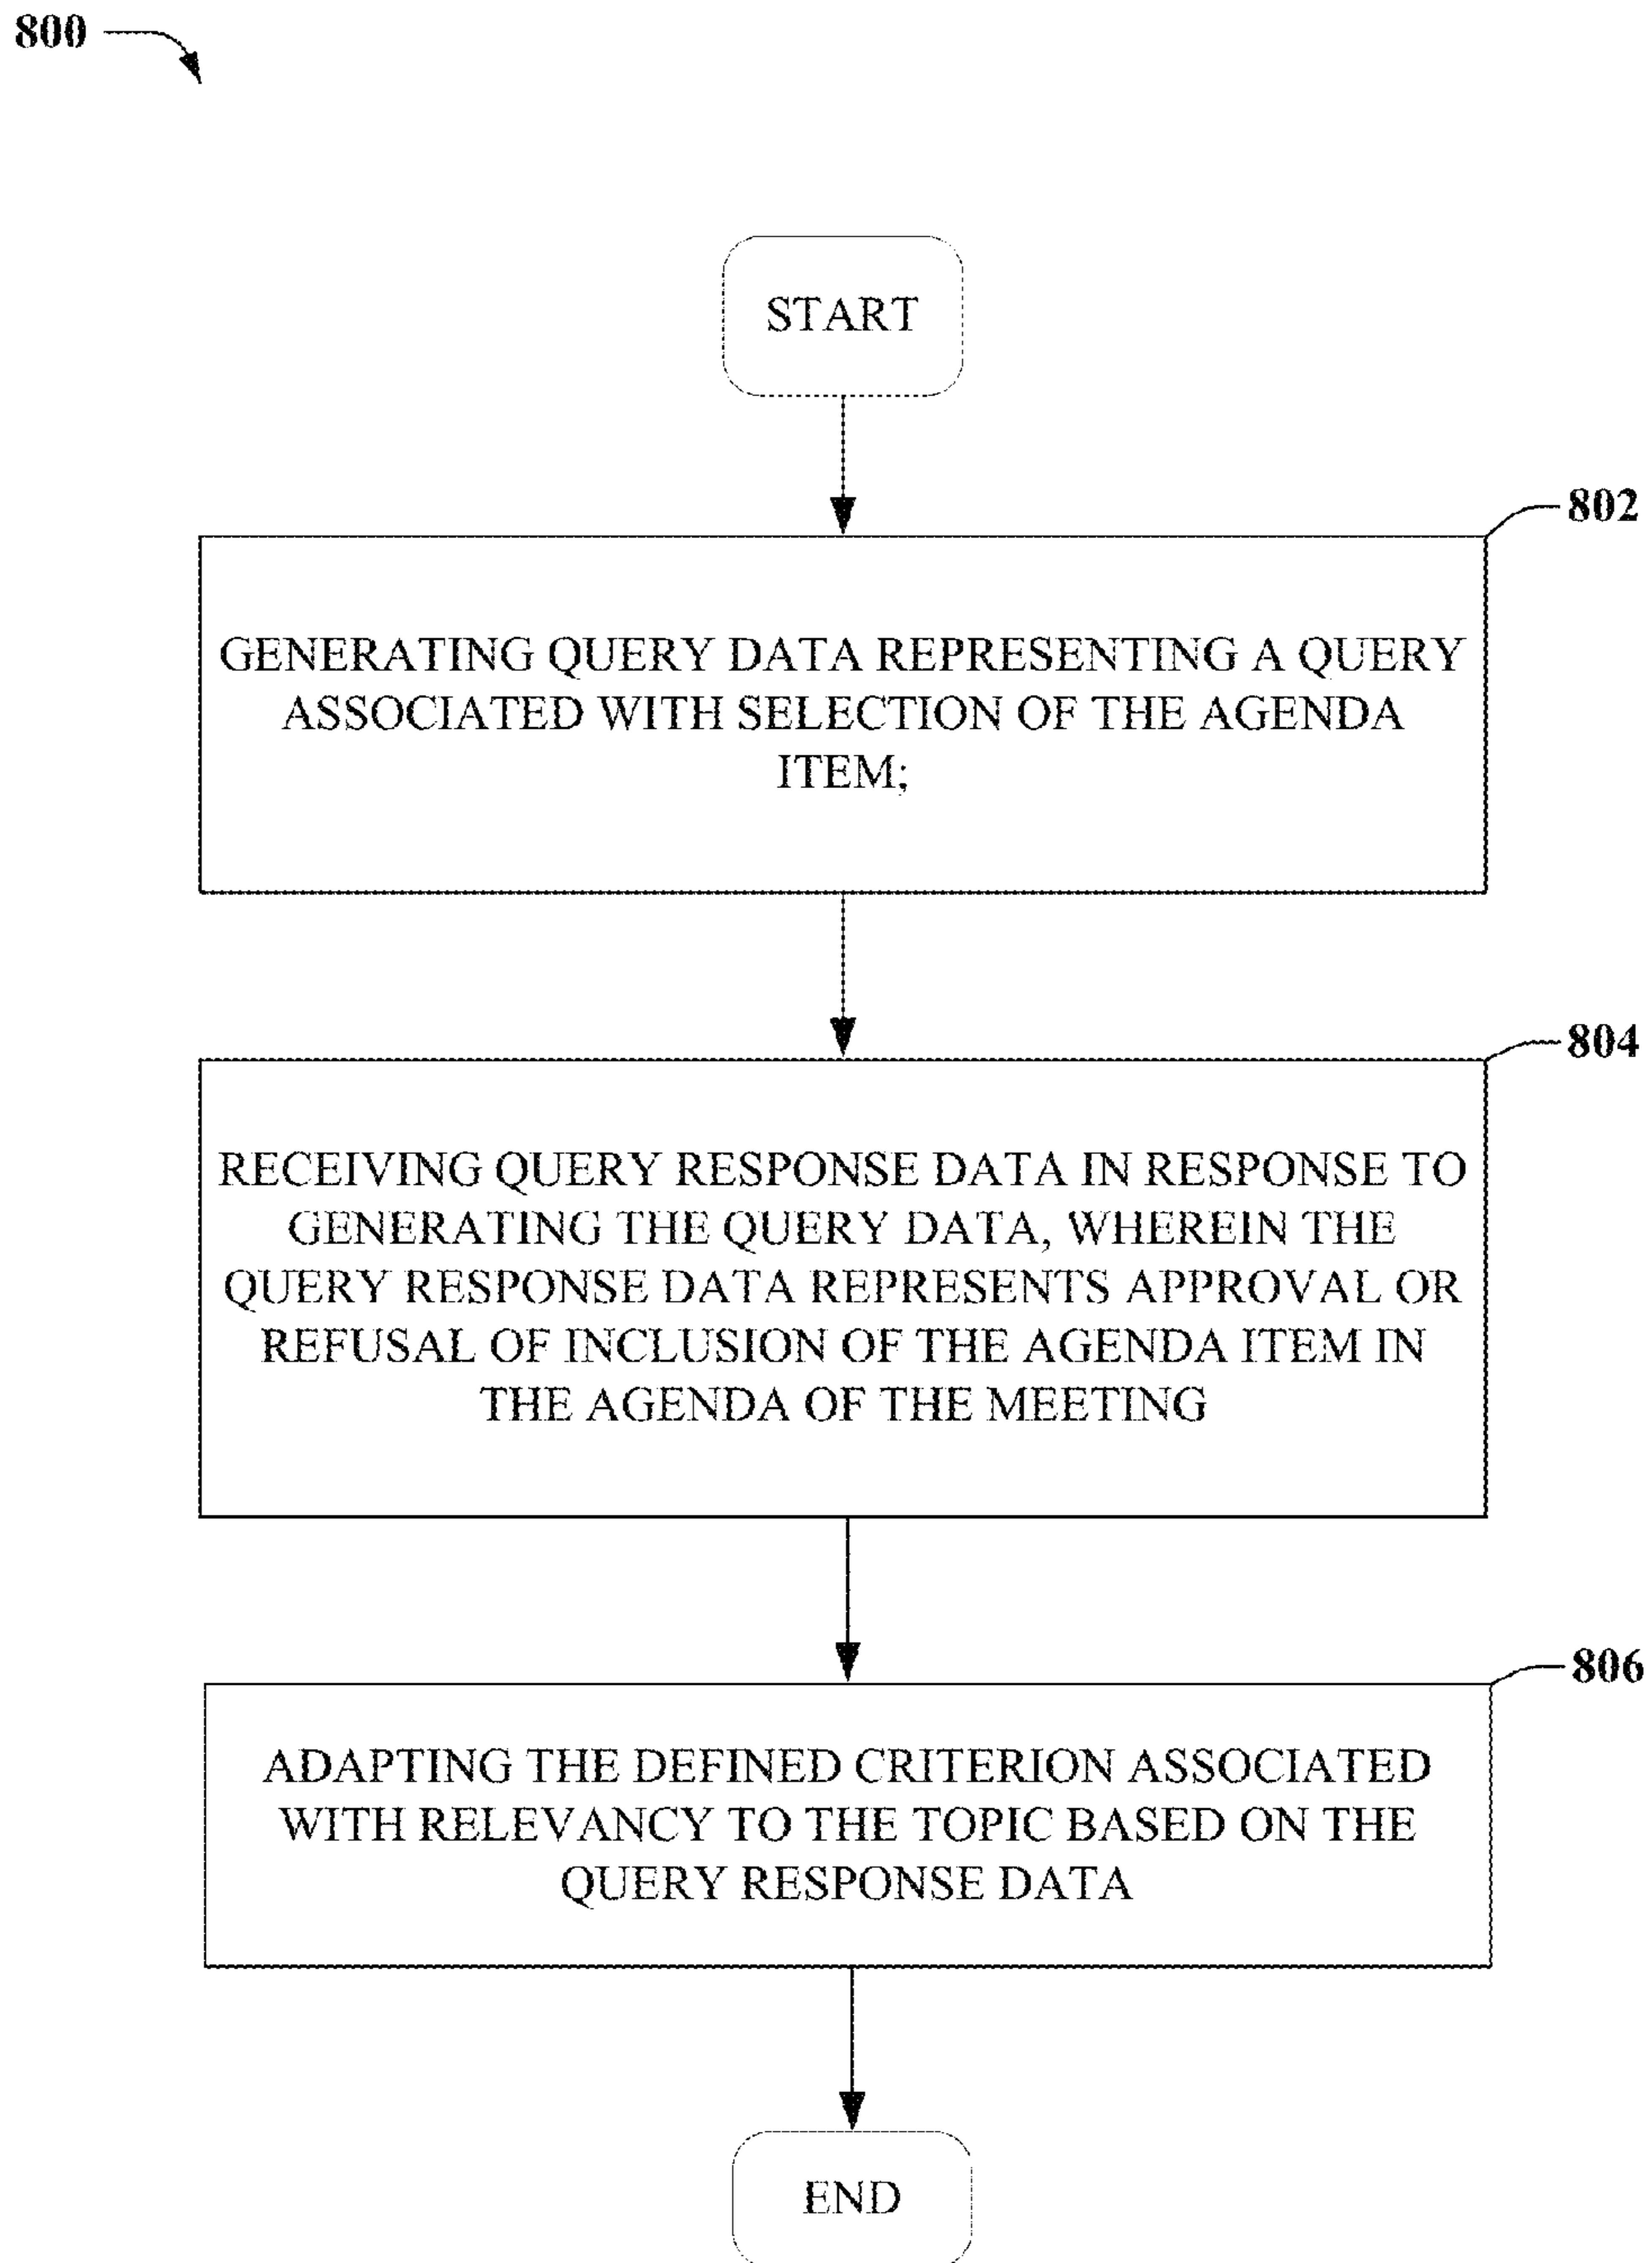 800
START
802
GENERATING QUERY DATA REPRESENTING A QUERY
ASSOCIATED WITH SELECTION OF THE AGENDA
ITEM;
804
RECEIVING QUERY RESPONSE DATA IN RESPONSE TO
GENERATING THE QUERY DATA, WHEREIN THE
QUERY RESPONSE DATA REPRESENTS APPROVAL OR
REFUSAL OF INCLUSION OF THE AGENDA ITEM IN
THE AGENDA OF THE MEETING
806
ADAPTING THE DEFINED CRITERION ASSOCIATED
WITH RELEVANCY TO THE TOPIC BASED ON THE
QUERY RESPONSE DATA
END